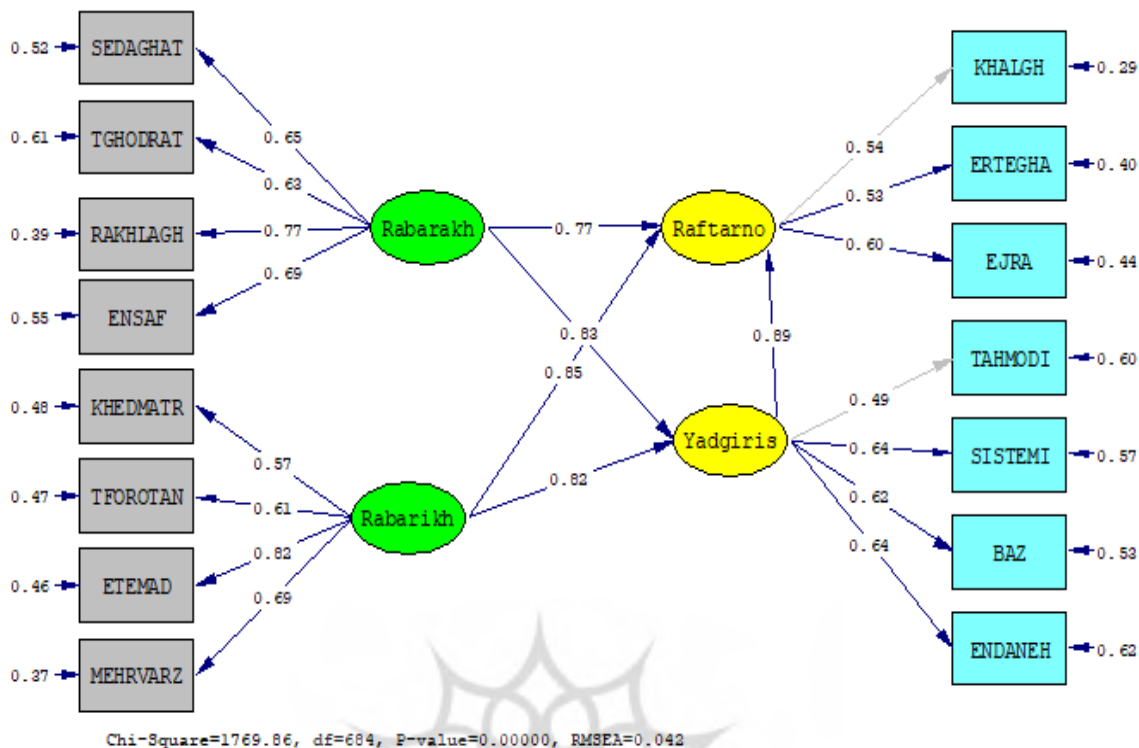 0.52
SEDAGHAT
0.61
TGHODRAT
0.39
RAKHLAGH
0.55
ENSAF
0.48
KHEDMATR
0.47
TFOROTAN
0.46
ETEMAD
0.37
MEHRVARZ
0.65
0.63
0.77
0.69
0.57
0.61
0.82
0.69
Rabarakh
Rabarikh
0.77
0.83
0.85
0.82
0.89
Raftarno
Yadgiris
0.54
0.53
0.60
0.49
0.64
0.62
0.64
KHALGH
0.29
ERTEGHA
0.40
EJRA
0.44
TAHMODI
0.60
SISTEMI
0.57
BAZ
0.53
ENDANEH
0.62
Chi-Square=1769.86, df=684, P-value=0.00000, RMSEA=0.042